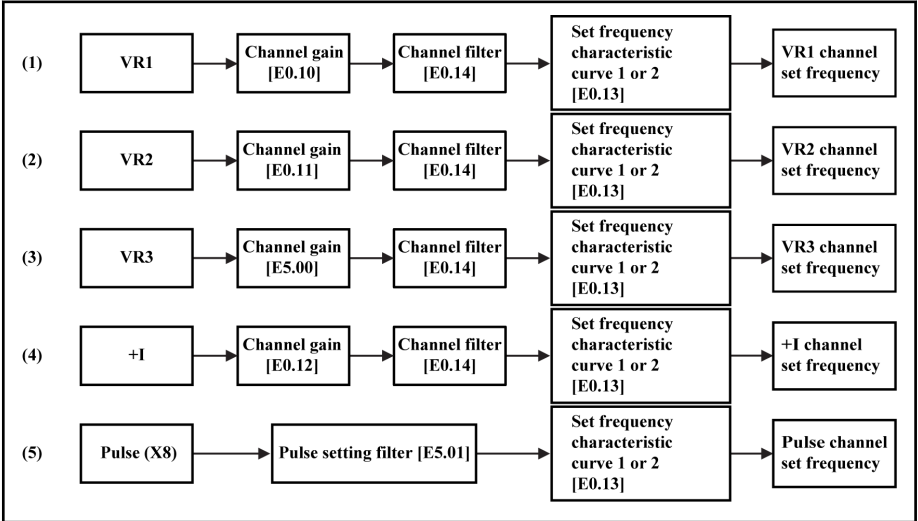 (1)
VR1
Channel gain
[E0.10]
Channel filter
[E0.14]
Set frequency
characteristic
curve 1 or 2
[E0.13]
VR1 channel
set frequency
(2)
VR2
Channel gain
[E0.11]
Channel filter
[E0.14]
Set frequency
characteristic
curve 1 or 2
[E0.13]
VR2 channel
set frequency
(3)
VR3
Channel gain
[E5.00]
Channel filter
[E0.14]
Set frequency
characteristic
curve 1 or 2
[E0.13]
VR3 channel
set frequency
(4)
+I
Channel gain
[E0.12]
Channel filter
[E0.14]
Set frequency
characteristic
curve 1 or 2
[E0.13]
+I channel
set frequency
(5)
Pulse (X8)
Pulse setting filter [E5.01]
Set frequency
characteristic
curve 1 or 2
[E0.13]
Pulse channel
set frequency